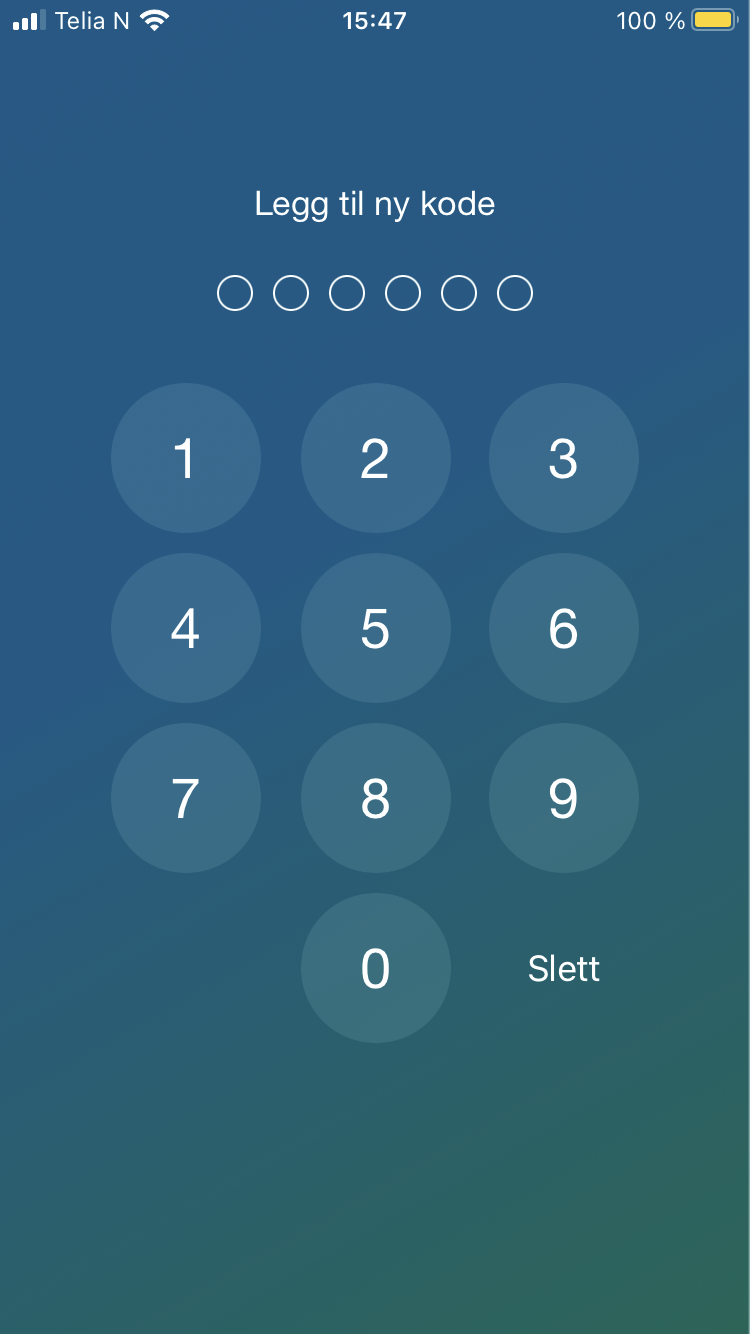 Telia N 15:47 100 %
Legg til ny kode
1 2 3
4 5 6
7 8 9
0 Slett